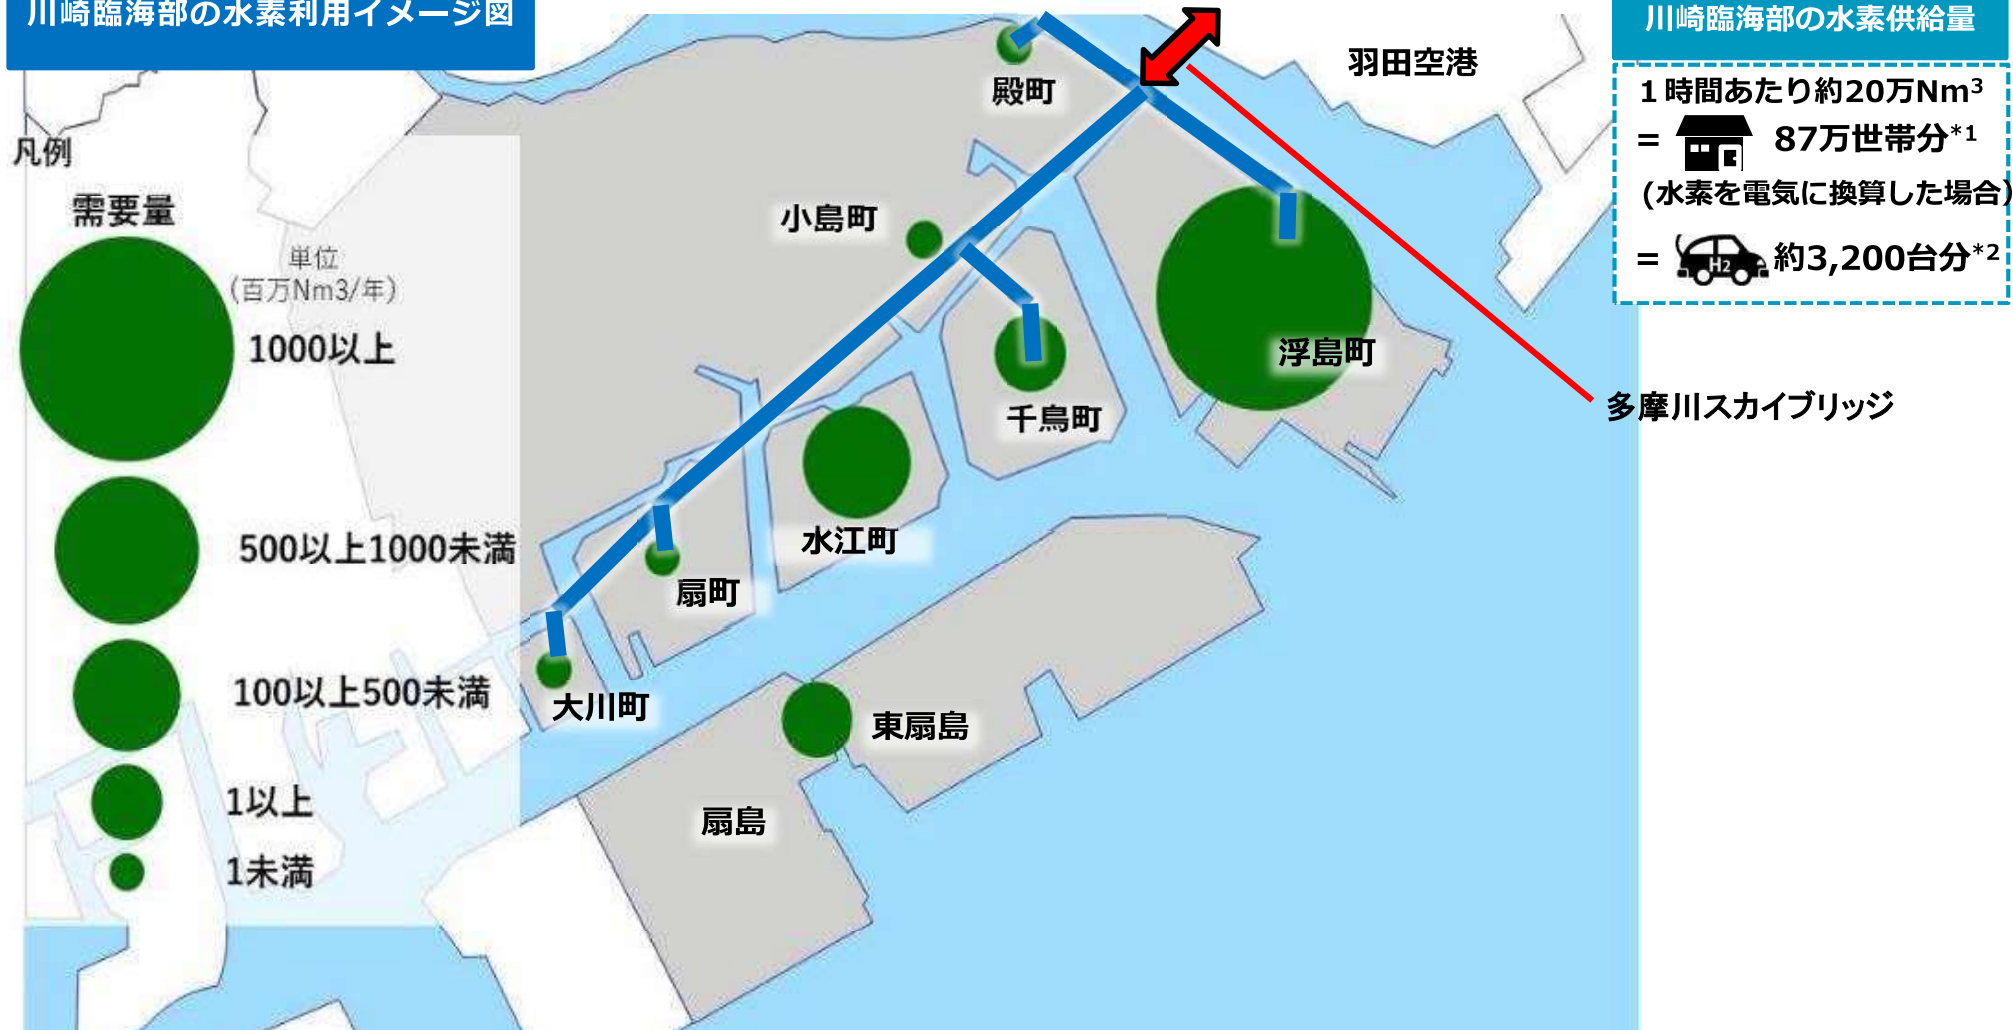 川崎臨海部の水素利用イメージ図
川崎臨海部の水素供給量
１時間あたり約20万Nm³
= 87万世帯分*1
(水素を電気に換算した場合)
= H2 約3,200台分*2
羽田空港
殿町
小島町
浮島町
千鳥町
多摩川スカイブリッジ
水江町
扇町
大川町
東扇島
扇島
凡例
需要量
単位
（百万Nm3/年）
1000以上
500以上1000未満
100以上500未満
1以上
1未満